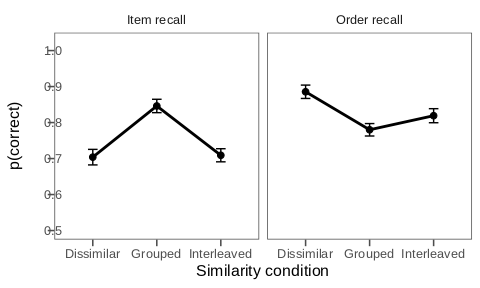 Item recall
Order recall
p(correct)
1.0
0.9
0.8
0.7
0.6
0.5
Dissimilar Grouped Interleaved
Dissimilar Grouped Interleaved
Similarity condition